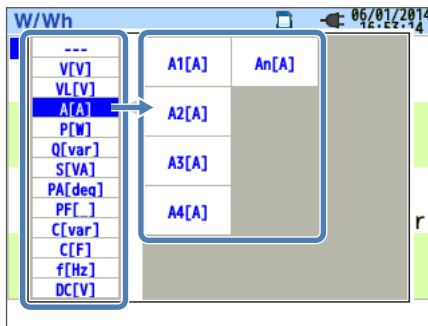 W/Wh
06/01/2014
16:53:14
---
V[V]
VL[V]
A[A]
P[W]
Q[var]
S[VA]
PA[deg]
PF[_]
C[var]
C[F]
f[Hz]
DC[V]
A1[A] An[A]
A2[A]
A3[A]
A4[A]
r